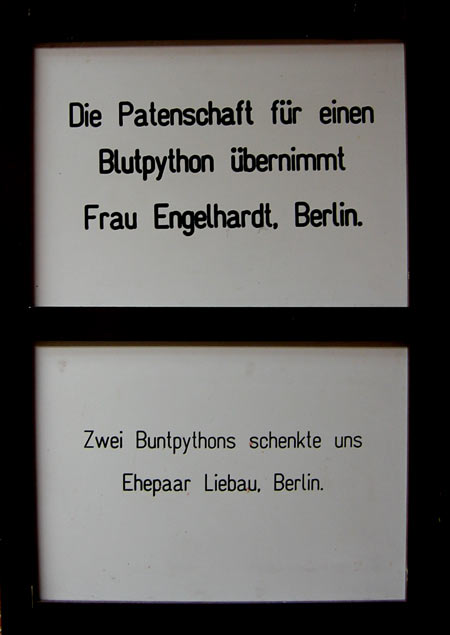 Die Patenschaft für einen
Blutpython übernimmt
Frau Engelhardt, Berlin.
Zwei Buntpythons schenkte uns
Ehepaar Liebau, Berlin.